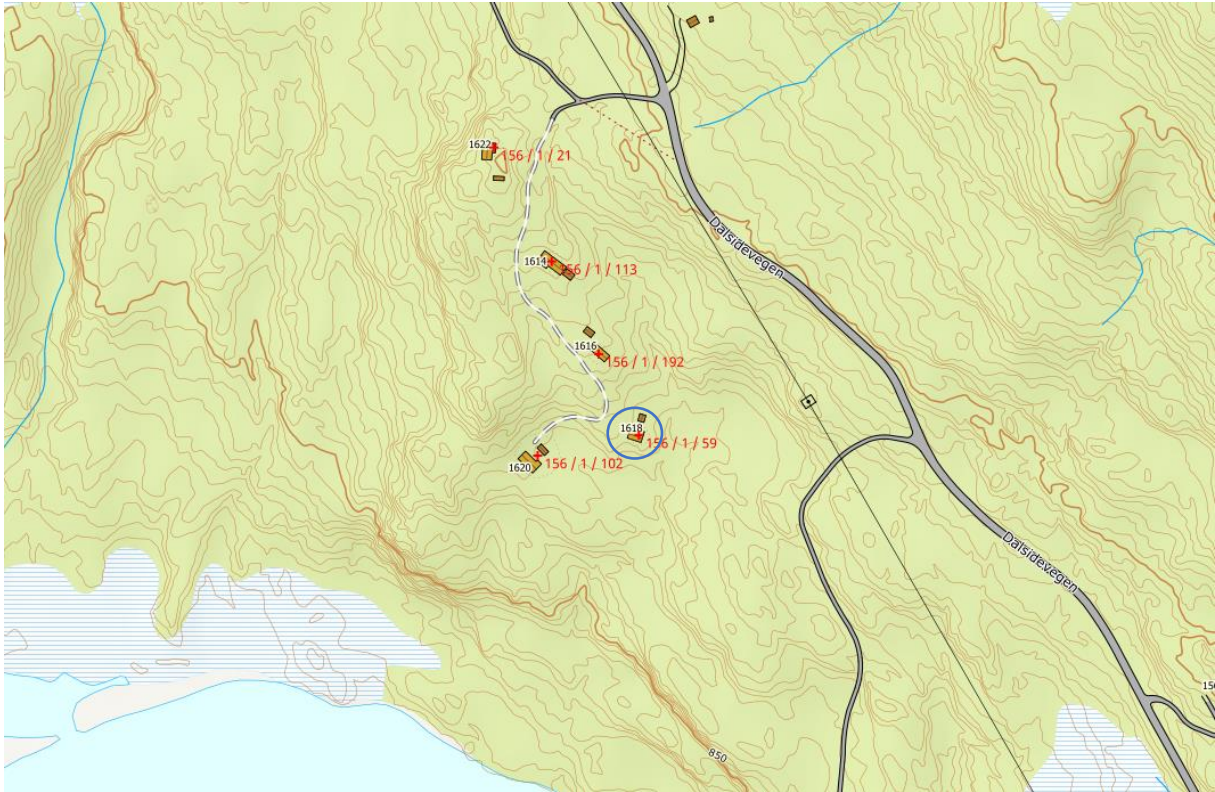 1622
156 / 1 / 21
Dalsidevegen
1614
156 / 1 / 113
1616
156 / 1 / 192
1618
156 / 1 / 59
1620
156 / 1 / 102
Dalsidevegen
850